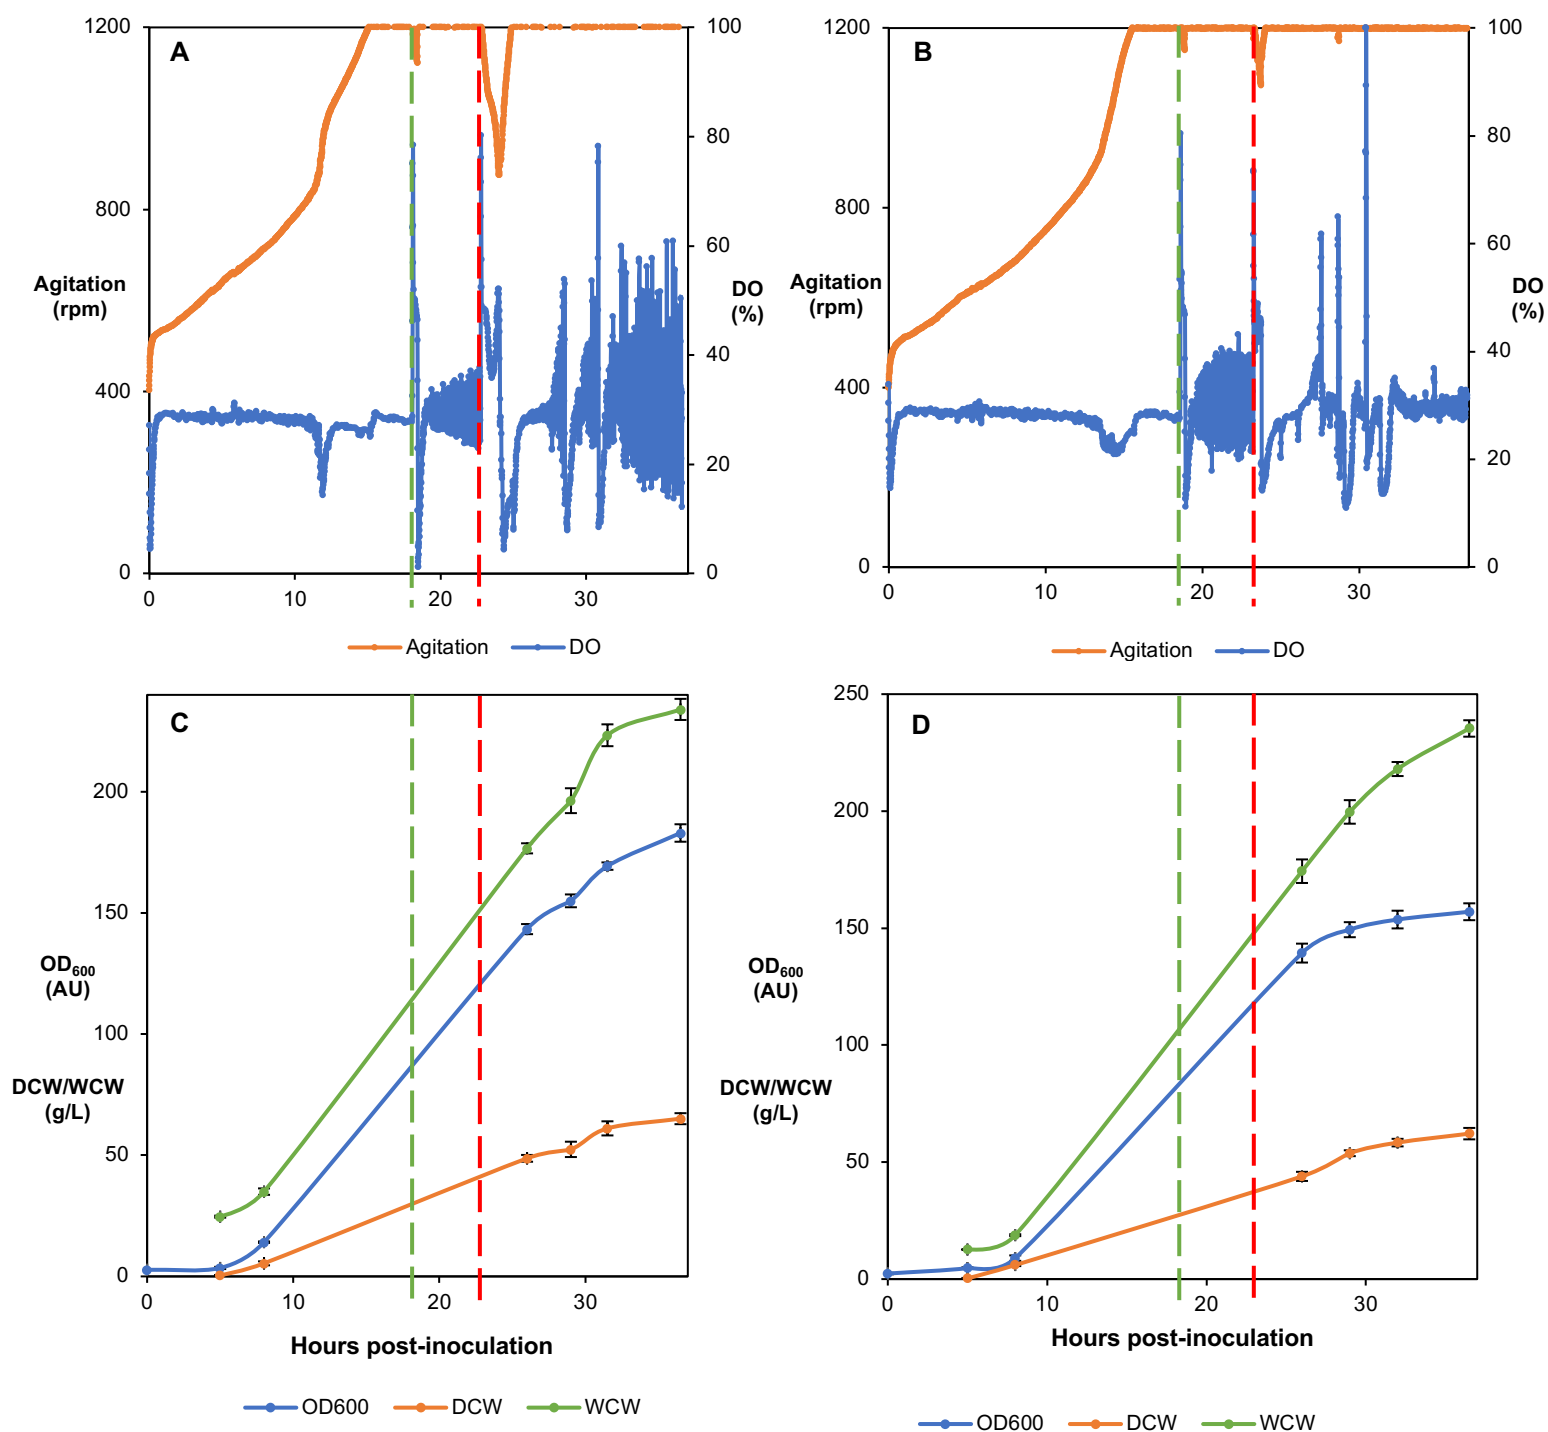 A
1200
800
400
0
Agitation
(rpm)
100
80
60
40
20
0
DO
(%)
0 10 20 30
Agitation DO
B
1200
800
400
0
Agitation
(rpm)
100
80
60
40
20
0
DO
(%)
0 10 20 30
Agitation DO
C
200
150
100
50
0
OD600
(AU)
DCW/WCW
(g/L)
0 10 20 30
Hours post-inoculation
OD600 DCW WCW
D
250
200
150
100
50
0
OD600
(AU)
DCW/WCW
(g/L)
0 10 20 30
Hours post-inoculation
OD600 DCW WCW